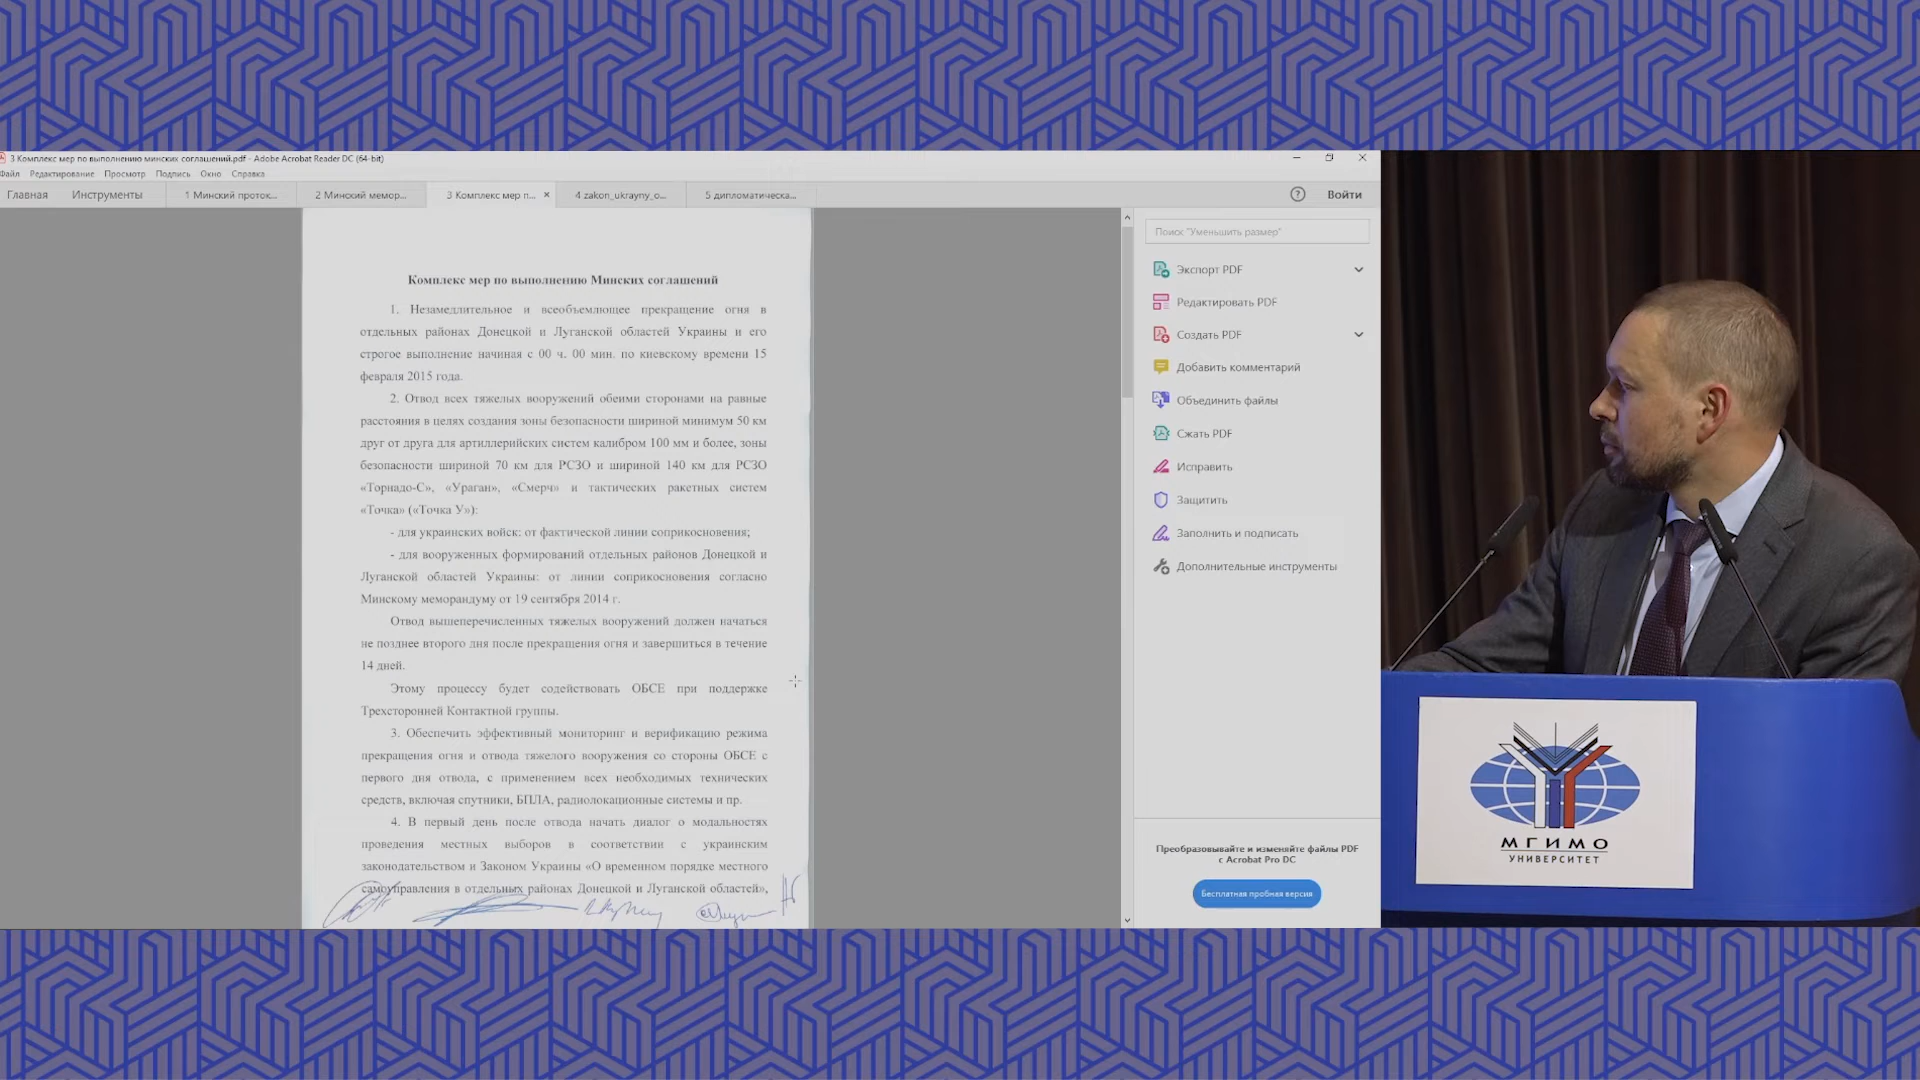 3 Комплекс мер по выполнению минских соглашений.pdf - Adobe Acrobat Reader DC (64-bit)
Файл Редактирование Просмотр Подпись Окно Справка
Главная Инструменты 1 Минский проток... 2 Минский мемор... 3 Комплекс мер п... × 4 zakon_ukrayny_o... 5 дипломатическа... ? Войти
Комплекс мер по выполнению Минских соглашений
1. Незамедлительное и всеобъемлющее прекращение огня в
отдельных районах Донецкой и Луганской областей Украины и его
строгое выполнение начиная с 00 ч. 00 мин. по киевскому времени 15
февраля 2015 года.
2. Отвод всех тяжелых вооружений обеими сторонами на равные
расстояния в целях создания зоны безопасности шириной минимум 50 км
друг от друга для артиллерийских систем калибром 100 мм и более, зоны
безопасности шириной 70 км для РСЗО и шириной 140 км для РСЗО
«Торнадо-С», «Ураган», «Смерч» и тактических ракетных систем
«Точка» («Точка У»):
- для украинских войск: от фактической линии соприкосновения;
- для вооруженных формирований отдельных районов Донецкой и
Луганской областей Украины: от линии соприкосновения согласно
Минскому меморандуму от 19 сентября 2014 г.
Отвод вышеперечисленных тяжелых вооружений должен начаться
не позднее второго дня после прекращения огня и завершиться в течение
14 дней.
Этому процессу будет содействовать ОБСЕ при поддержке
Трехсторонней Контактной группы.
3. Обеспечить эффективный мониторинг и верификацию режима
прекращения огня и отвода тяжелого вооружения со стороны ОБСЕ с
первого дня отвода, с применением всех необходимых технических
средств, включая спутники, БПЛА, радиолокационные системы и пр.
4. В первый день после отвода начать диалог о модальностях
проведения местных выборов в соответствии с украинским
законодательством и Законом Украины «О временном порядке местного
самоуправления в отдельных районах Донецкой и Луганской областей»,
Поиск "Уменьшить размер"
Экспорт PDF
Редактировать PDF
Создать PDF
Добавить комментарий
Объединить файлы
Сжать PDF
Исправить
Защитить
Заполнить и подписать
Дополнительные инструменты
Преобразовывайте и изменяйте файлы PDF
с Acrobat Pro DC
Бесплатная пробная версия
МГИМО
УНИВЕРСИТЕТ